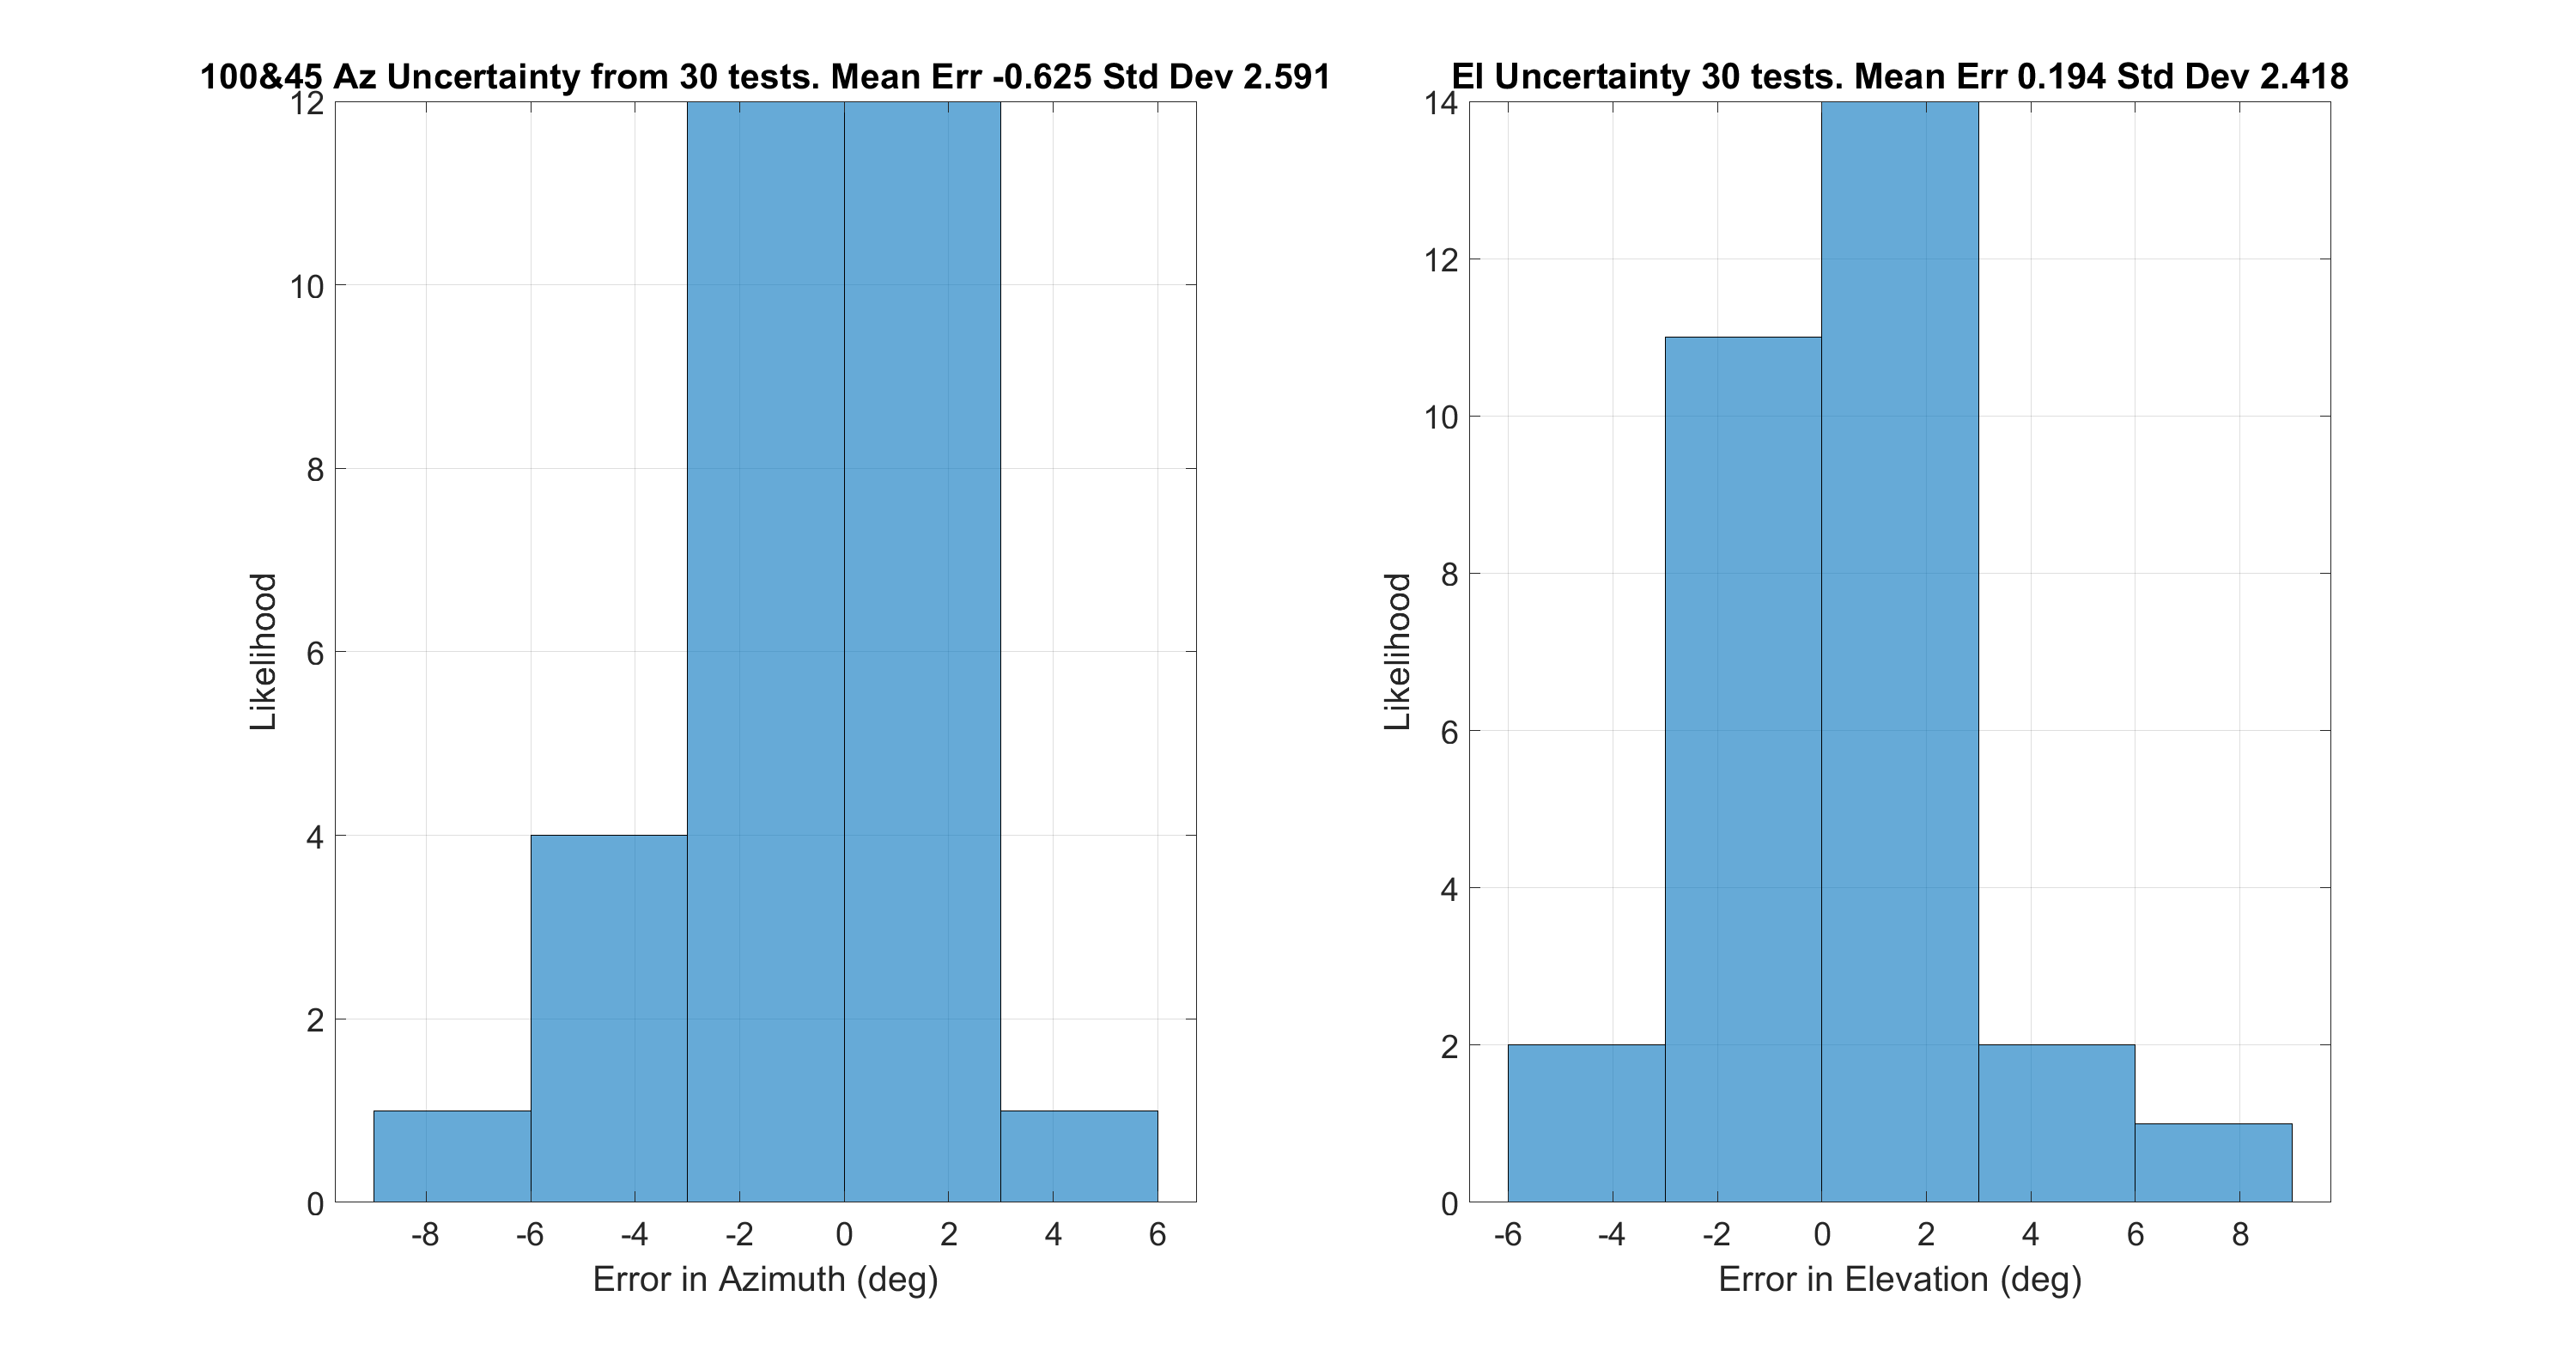 100&45 Az Uncertainty from 30 tests. Mean Err -0.625 Std Dev 2.591
12
10
8
6
4
2
0
Likelihood
-8 -6 -4 -2 0 2 4 6
Error in Azimuth (deg)
El Uncertainty 30 tests. Mean Err 0.194 Std Dev 2.418
14
12
10
8
6
4
2
0
Likelihood
-6 -4 -2 0 2 4 6 8
Error in Elevation (deg)